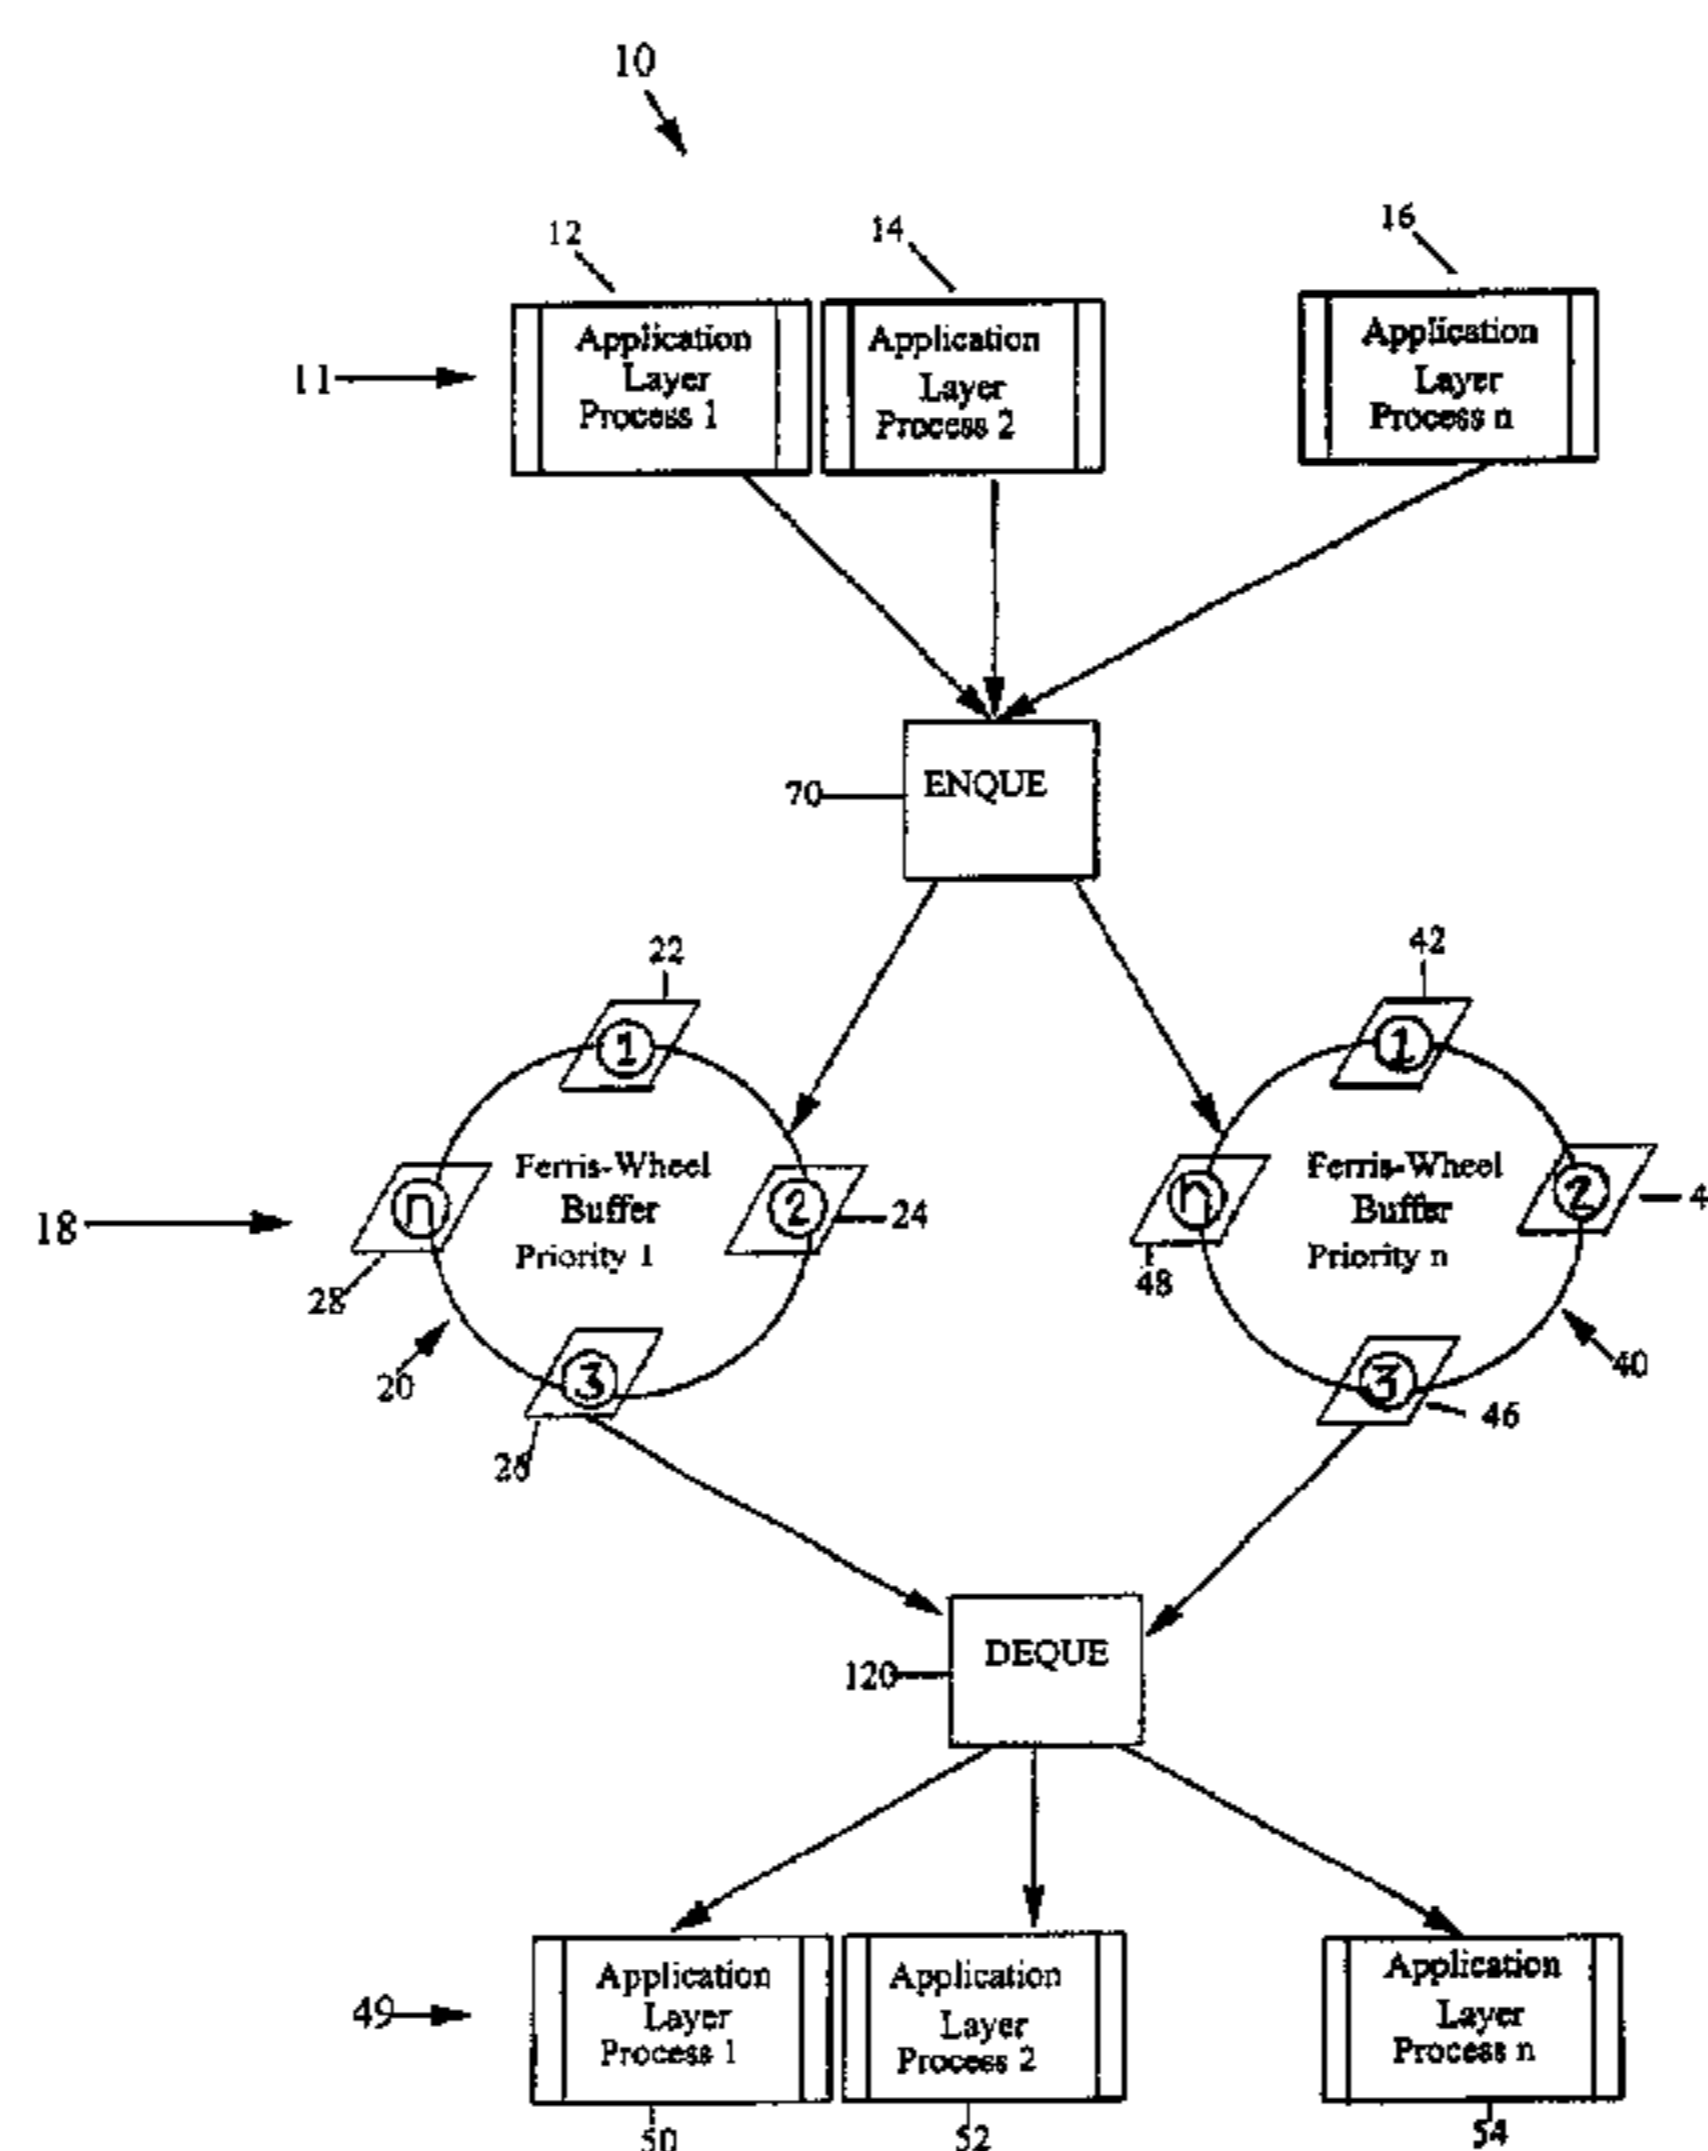 10
12
14
16
11
Application
Layer
Process 1
Application
Layer
Process 2
Application
Layer
Process n
70
ENQUE
22
42
1
1
18
n
Ferris-Wheel
Buffer
Priority 1
2
24
n
Ferris-Wheel
Buffer
Priority n
2
4
28
48
20
3
26
40
3
46
120
DEQUE
49
Application
Layer
Process 1
Application
Layer
Process 2
Application
Layer
Process n
50
52
54